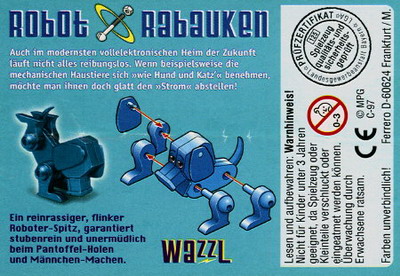 Robot Rabauken
Auch im modernsten vollelektronischen Heim der Zukunft
läuft nicht alles reibungslos. Wenn beispielsweise die
mechanischen Haustiere sich »wie Hund und Katz'« benehmen,
möchte man ihnen doch glatt den »Strom« abstellen!
Ein reinrassiger, flinker
Roboter-Spitz, garantiert
stubenrein und unermüdlich
beim Pantoffel-Holen
und Männchen-Machen.
Wazzl
PRÜFZERTIFIKAT
LGA
Spielzeug
qualitäts- und
sicherheits-
geprüft
Landesgewerbeanstalt
0-3
CE
© MPG
C-97
Ferrero D-60624 Frankfurt / M.
Lesen und aufbewahren: Warnhinweis!
Nicht für Kinder unter 3 Jahren
geeignet, da Spielzeug oder
Kleinteile verschluckt oder
eingeatmet werden können.
Überwachung durch
Erwachsene ratsam.
Farben unverbindlich!